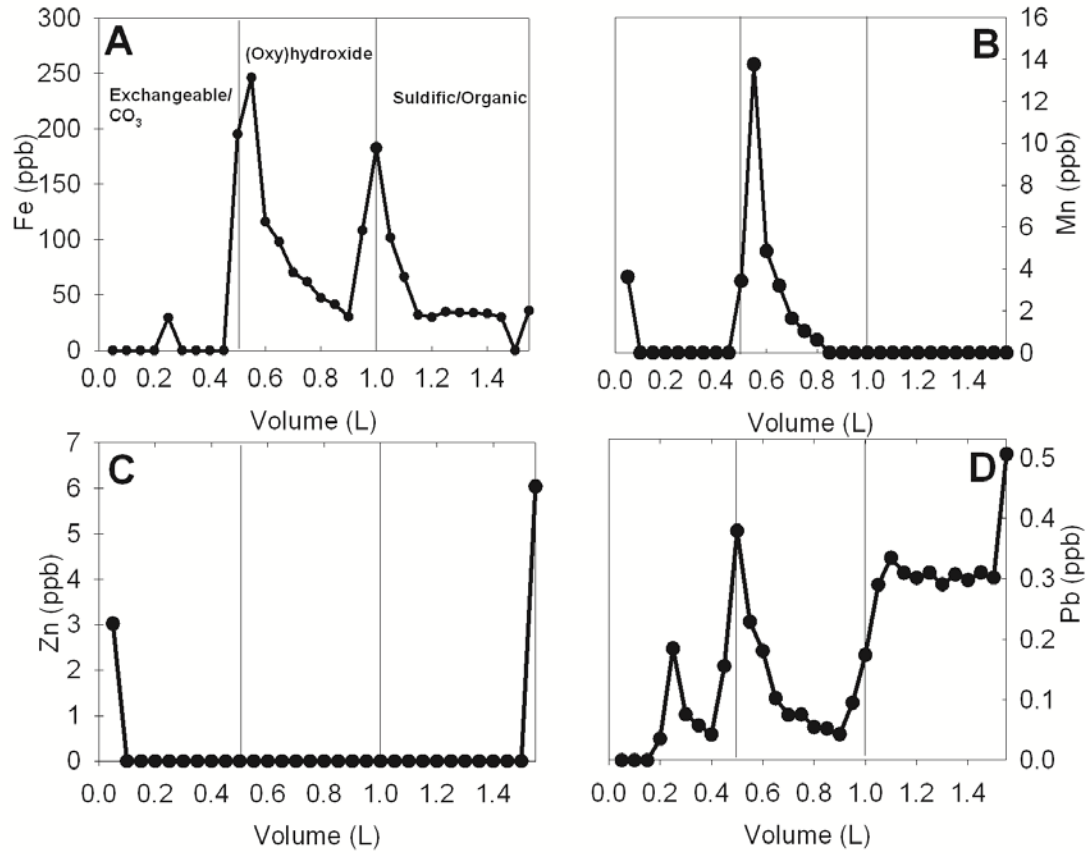 A
Exchangeable/
CO3
(Oxy)hydroxide
Suldific/Organic
300
250
200
150
100
50
0
Fe (ppb)
0.0 0.2 0.4 0.6 0.8 1.0 1.2 1.4
Volume (L)
B
16
14
12
10
8
6
4
2
0
Mn (ppb)
0.0 0.2 0.4 0.6 0.8 1.0 1.2 1.4
Volume (L)
C
7
6
5
4
3
2
1
0
Zn (ppb)
0.0 0.2 0.4 0.6 0.8 1.0 1.2 1.4
Volume (L)
D
0.5
0.4
0.3
0.2
0.1
0.0
Pb (ppb)
0.0 0.2 0.4 0.6 0.8 1.0 1.2 1.4
Volume (L)